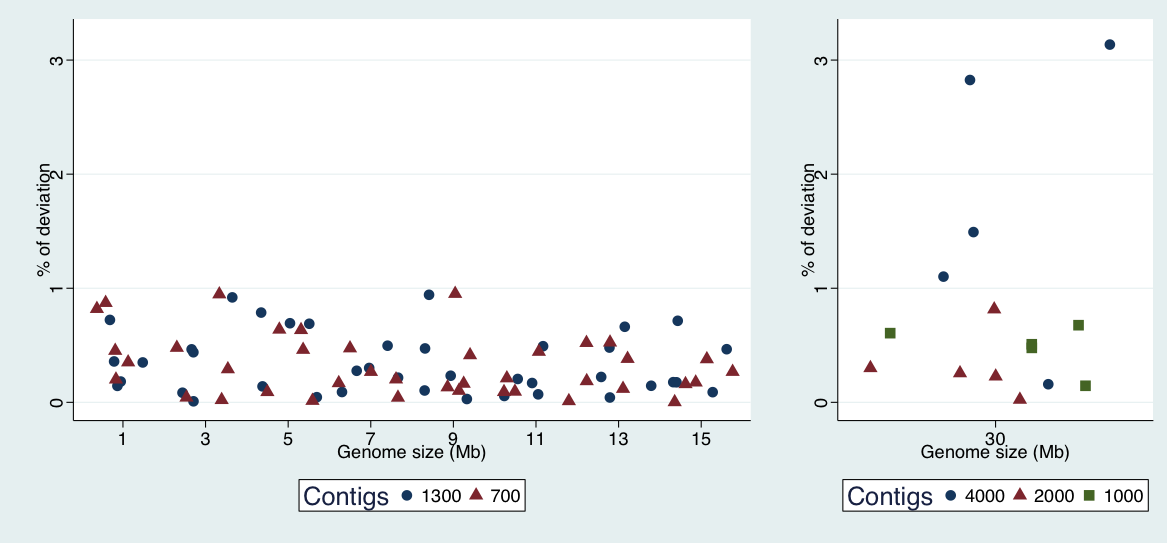 % of deviation
3
2
1
0
1 3 5 7 9 11 13 15
Genome size (Mb)
Contigs 1300 700
% of deviation
3
2
1
0
30
Genome size (Mb)
Contigs 4000 2000 1000